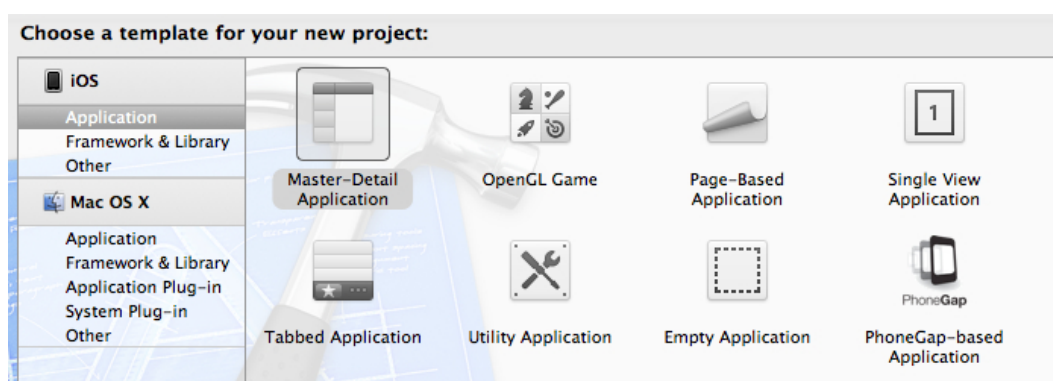 Choose a template for your new project:
iOS
Application
Framework & Library
Other
Mac OS X
Application
Framework & Library
Application Plug-in
System Plug-in
Other
Master-Detail
Application
OpenGL Game
Page-Based
Application
1
Single View
Application
Tabbed Application
Utility Application
Empty Application
PhoneGap
PhoneGap-based
Application